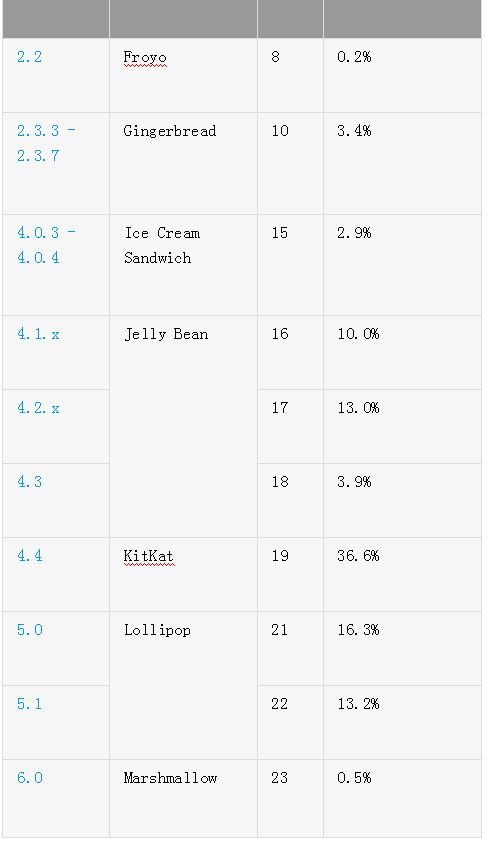 2.2 Froyo 8 0.2%
2.3.3 - Gingerbread 10 3.4%
2.3.7
4.0.3 - Ice Cream 15 2.9%
4.0.4 Sandwich
4.1.x Jelly Bean 16 10.0%
4.2.x 17 13.0%
4.3 18 3.9%
4.4 KitKat 19 36.6%
5.0 Lollipop 21 16.3%
5.1 22 13.2%
6.0 Marshmallow 23 0.5%